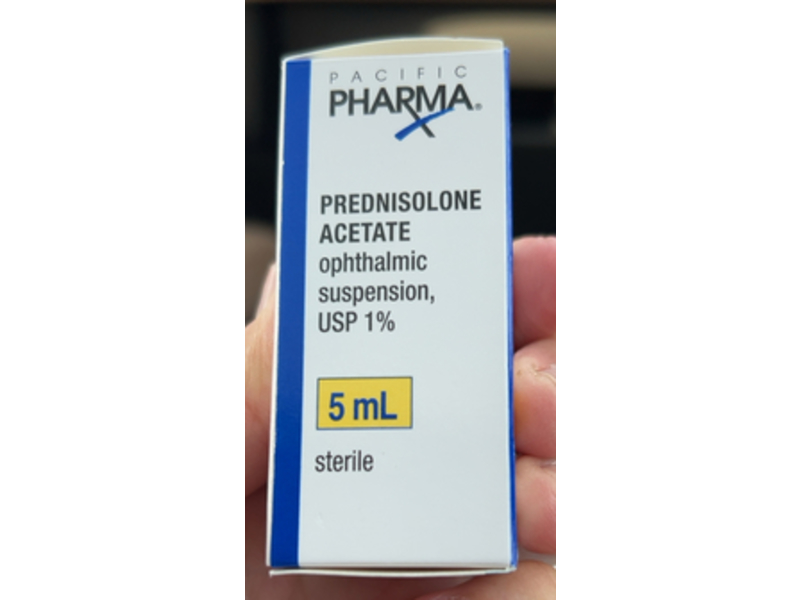 PACIFIC
PHARMA®
PREDNISOLONE
ACETATE
ophthalmic
suspension,
USP 1%
5 mL
sterile